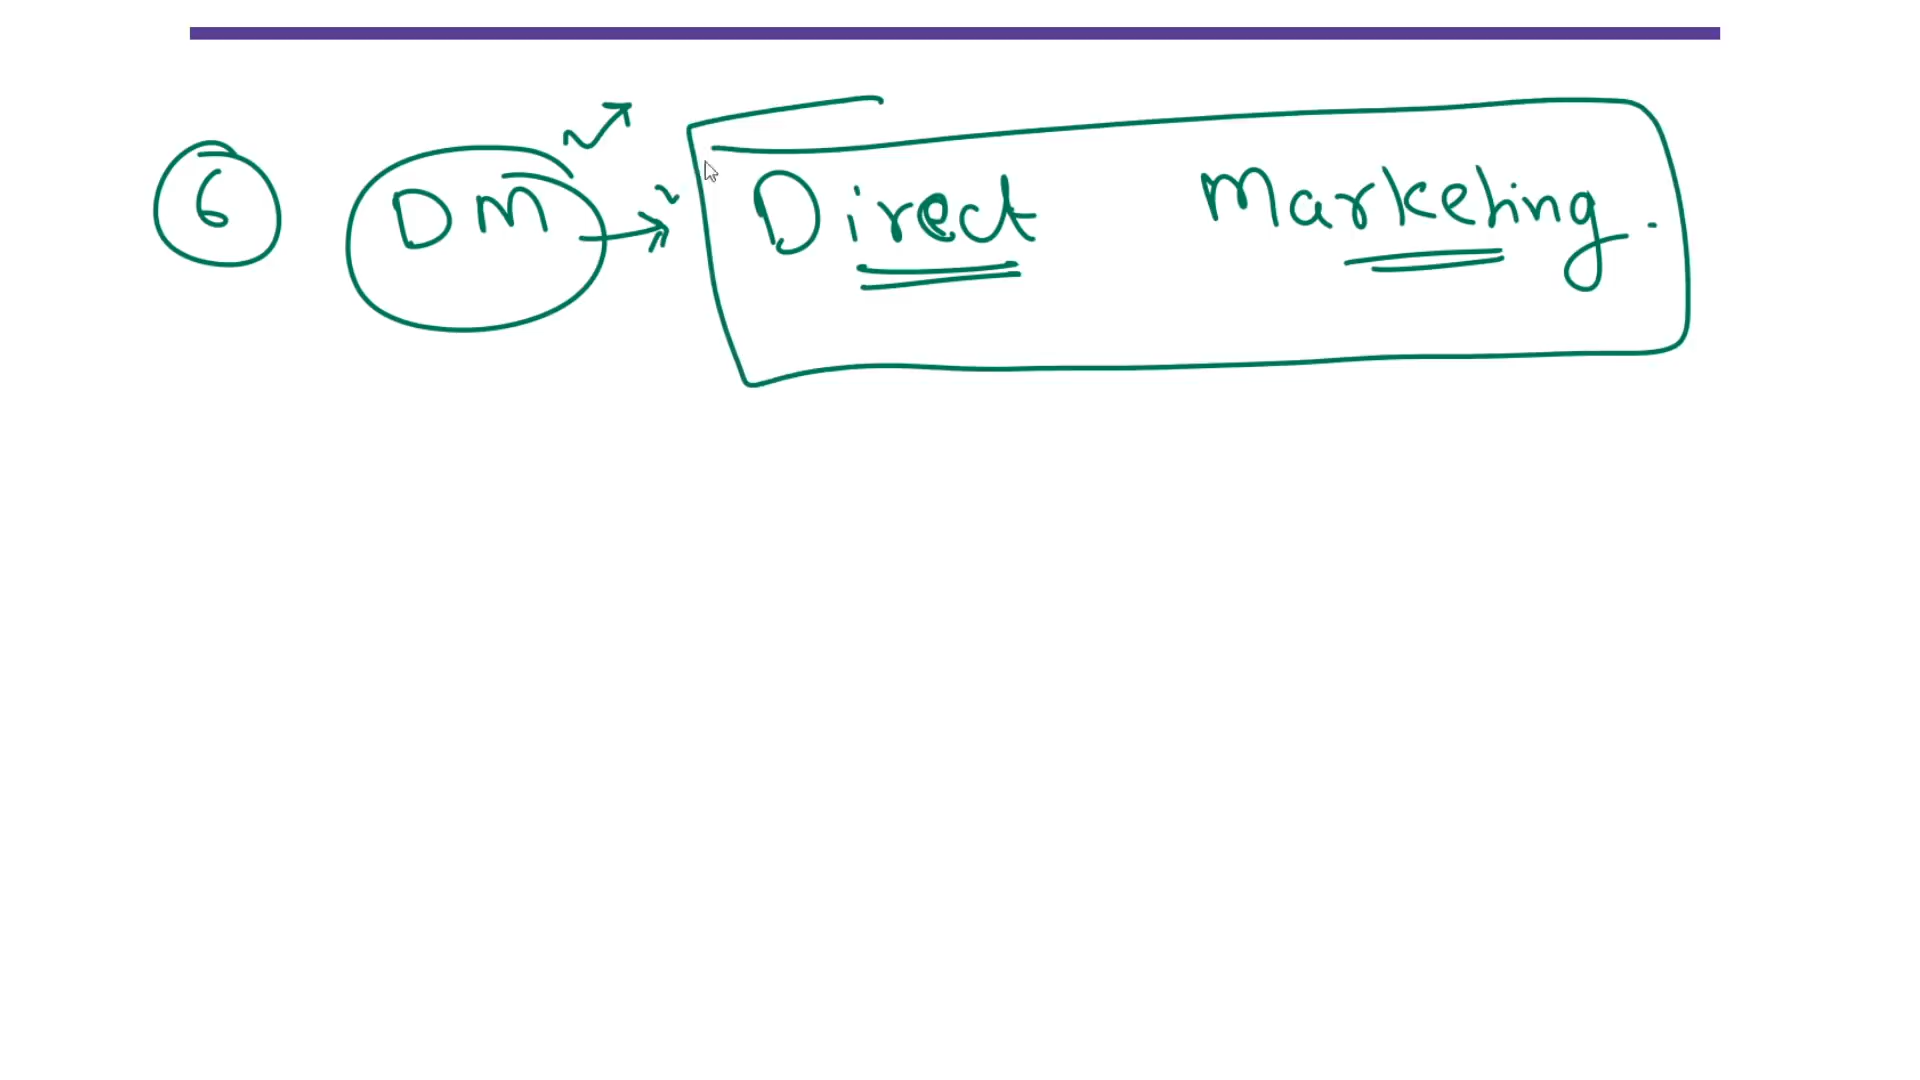 6 DM → Direct Marketing.